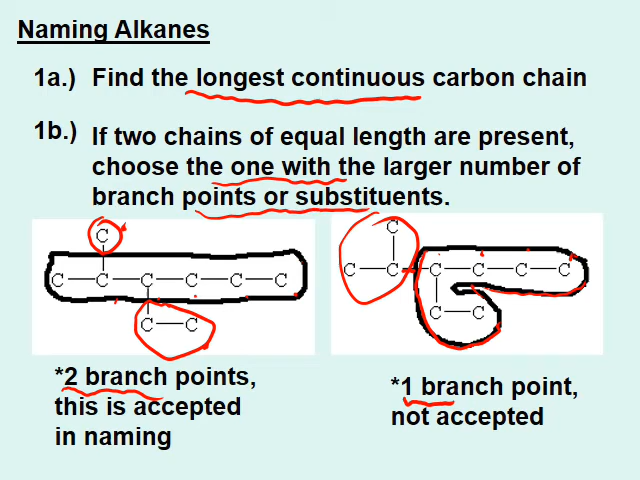 Naming Alkanes
1a.) Find the longest continuous carbon chain
1b.) If two chains of equal length are present,
choose the one with the larger number of
branch points or substituents.
C
C C C C C C
C C
C
C C C C C C
C C
*2 branch points,
this is accepted
in naming
*1 branch point,
not accepted